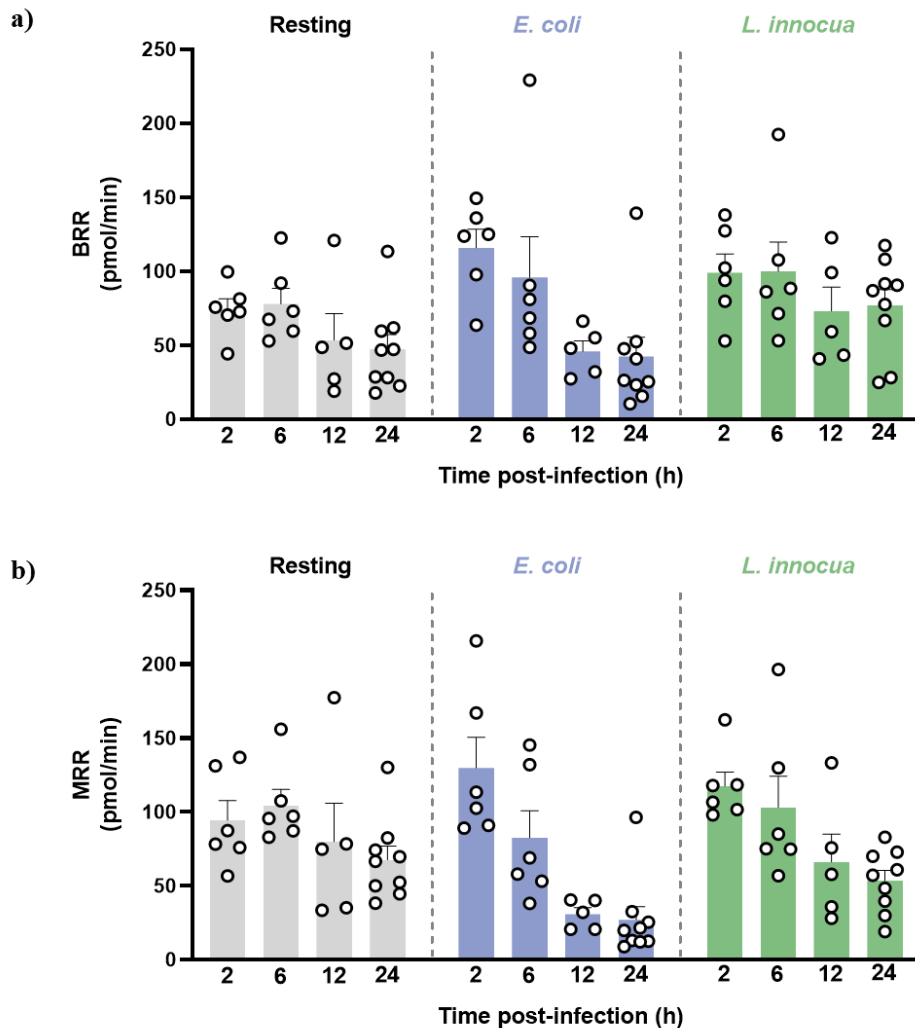 a)
Resting E. coli L. innocua
250
200
150
100
50
0
BRR
(pmol/min)
2 6 12 24 2 6 12 24 2 6 12 24
Time post-infection (h)
b)
Resting E. coli L. innocua
250
200
150
100
50
0
MRR
(pmol/min)
2 6 12 24 2 6 12 24 2 6 12 24
Time post-infection (h)